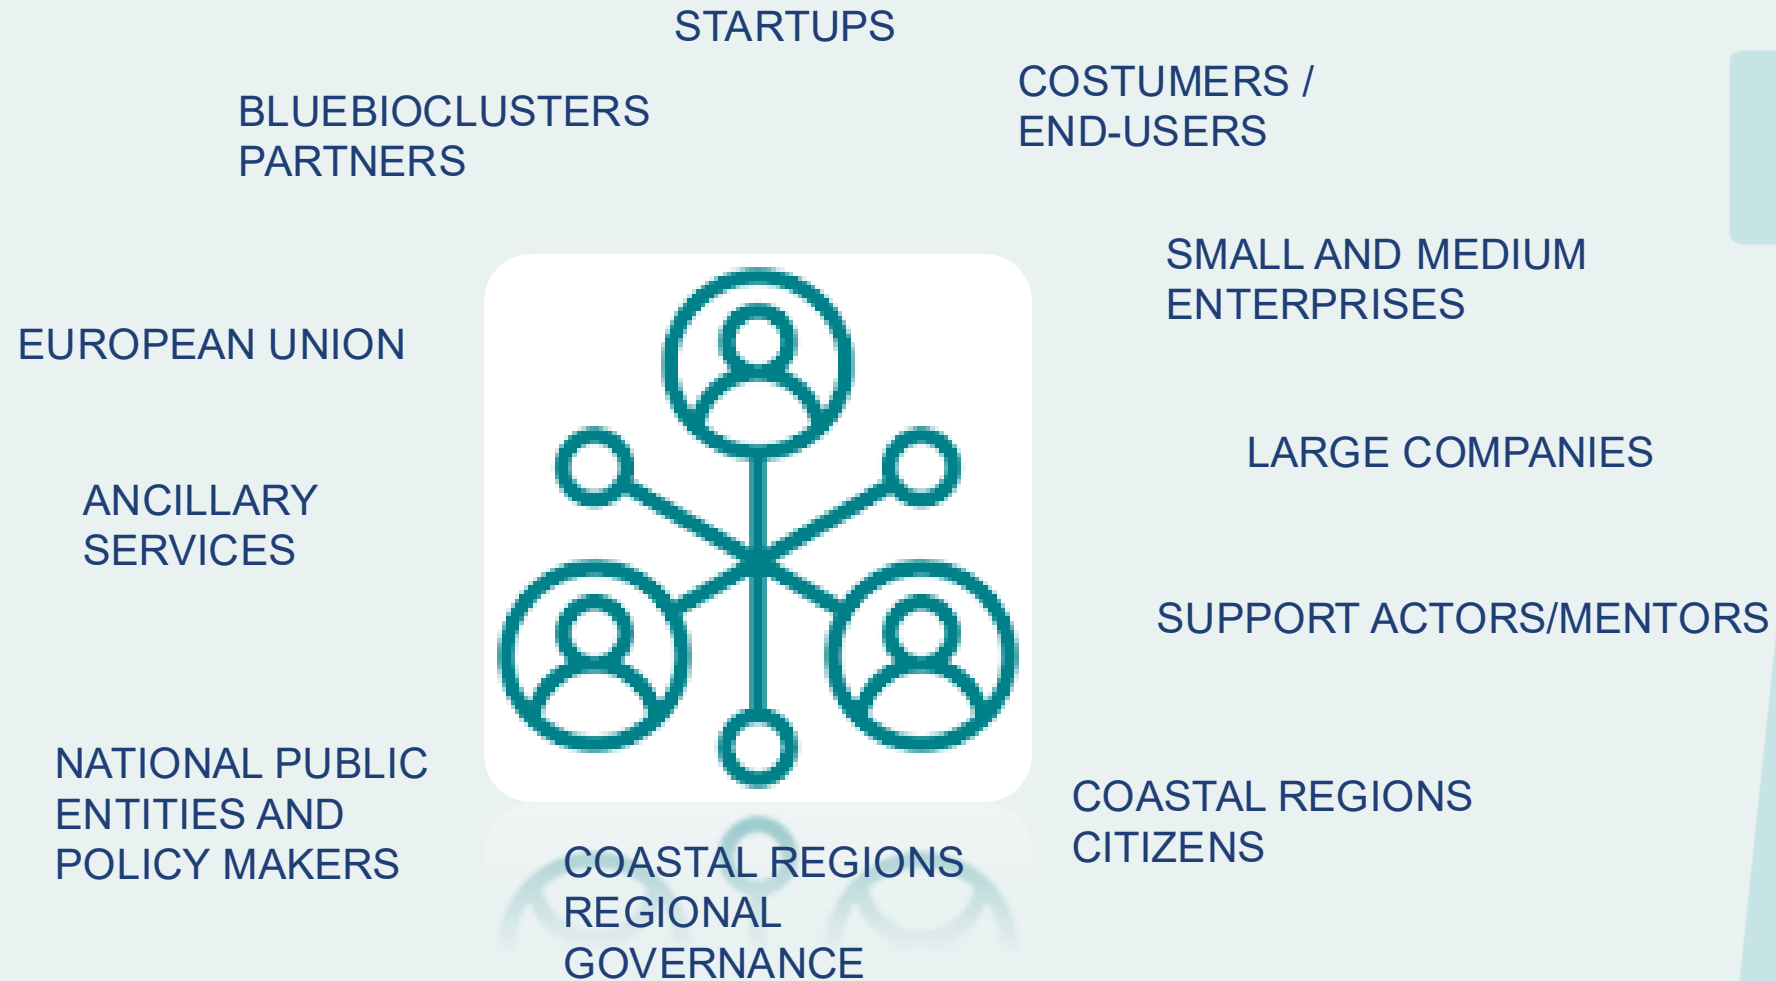 STARTUPS
COSTUMERS /
END-USERS
BLUEBIOCLUSTERS
PARTNERS
SMALL AND MEDIUM
ENTERPRISES
EUROPEAN UNION
LARGE COMPANIES
ANCILLARY
SERVICES
SUPPORT ACTORS/MENTORS
NATIONAL PUBLIC
ENTITIES AND
POLICY MAKERS
COASTAL REGIONS
CITIZENS
COASTAL REGIONS
REGIONAL
GOVERNANCE